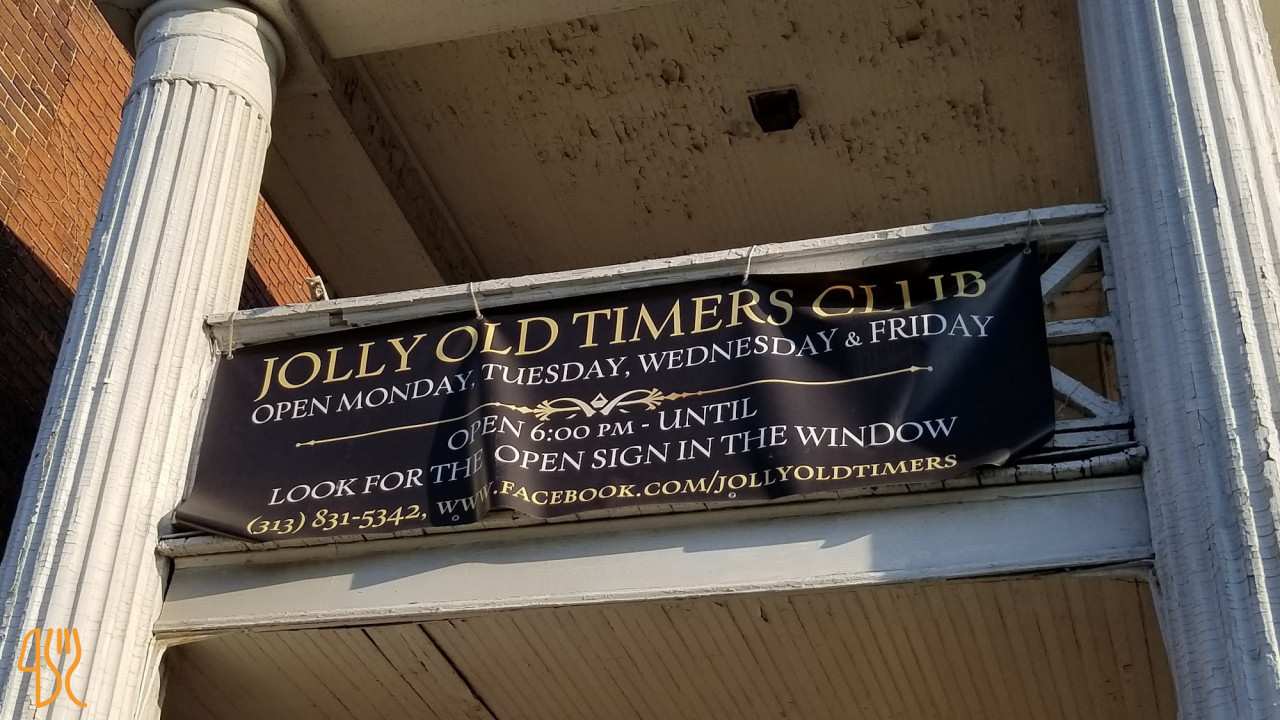 JOLLY OLD TIMERS CLUB
OPEN MONDAY, TUESDAY, WEDNESDAY & FRIDAY
OPEN 6:00 PM - UNTIL
LOOK FOR THE OPEN SIGN IN THE WINDOW
(313) 831-5342, WWW.FACEBOOK.COM/JOLLYOLDTIMERS